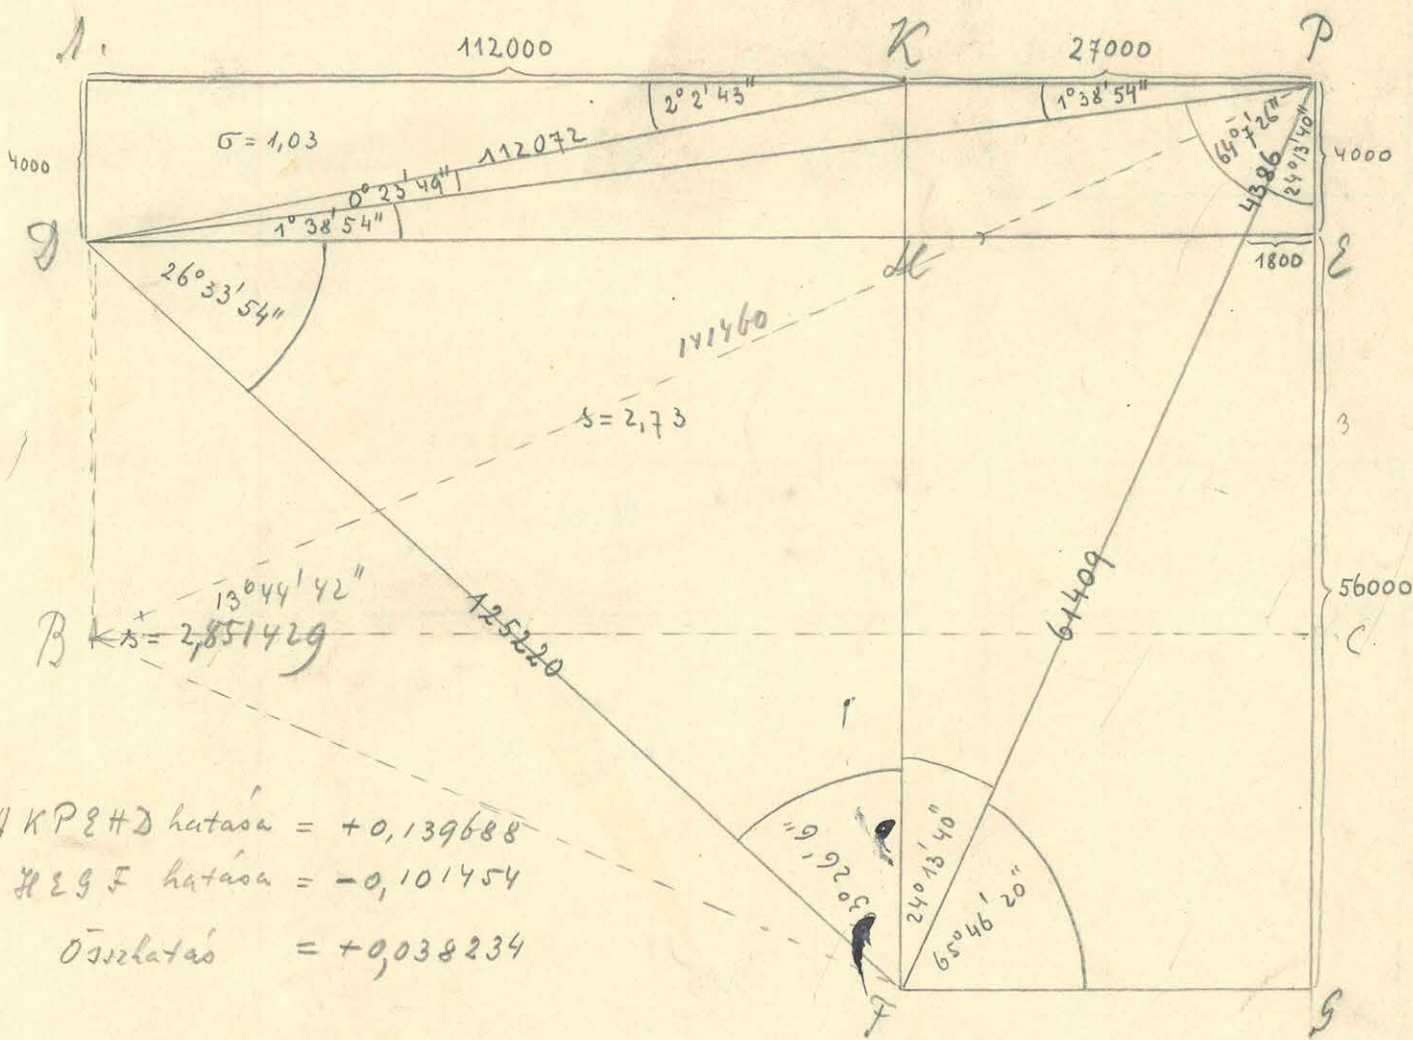 A.
112000
K
27000
P
2° 2' 43"
1° 38' 54"
σ = 1,03
112072
4000
0° 23' 49"
64° 7' 26"
24° 13' 40"
4386
4000
1° 38' 54"
D
H
1800
E
26° 33' 54"
141460
s = 2,73
3
13° 44' 42"
56000
B
s = 2,851429
125220
61409
C
AKPEHD hatása = +0,139688
HEGF hatása = -0,101454
Összhatás = +0,038234
24° 13' 40"
65° 46' 20"
F
G